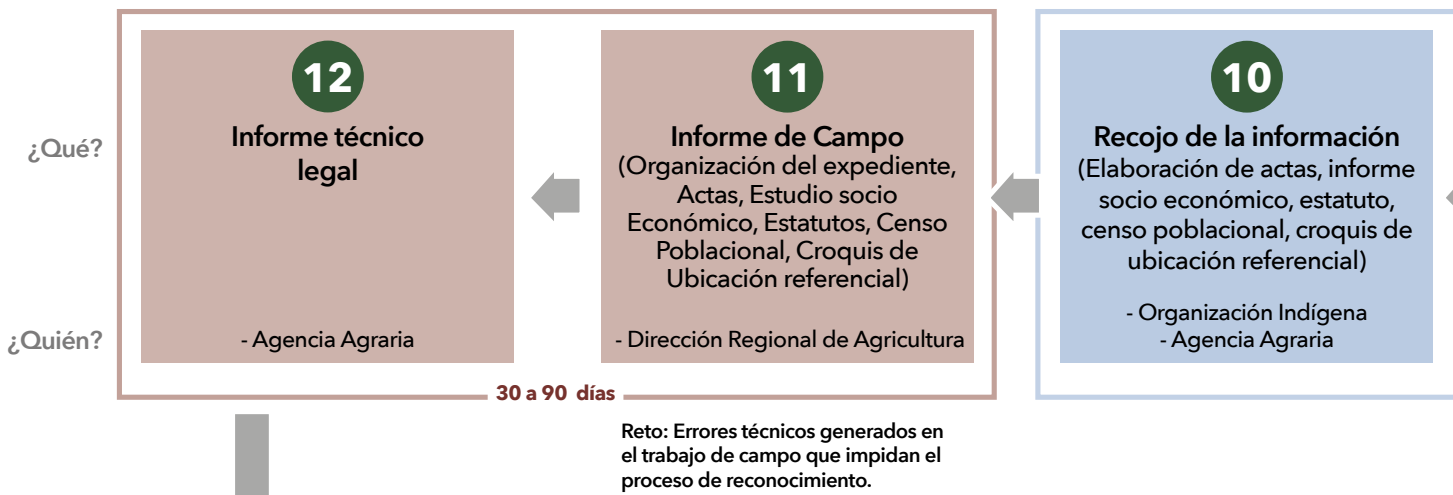 ¿Qué?
12
Informe técnico
legal
11
Informe de Campo
(Organización del expediente,
Actas, Estudio socio
Económico, Estatutos, Censo
Poblacional, Croquis de
Ubicación referencial)
10
Recojo de la información
(Elaboración de actas, informe
socio económico, estatuto,
censo poblacional, croquis de
ubicación referencial)
¿Quién?
- Agencia Agraria
- Dirección Regional de Agricultura
- Organización Indígena
- Agencia Agraria
30 a 90 días
Reto: Errores técnicos generados en
el trabajo de campo que impidan el
proceso de reconocimiento.